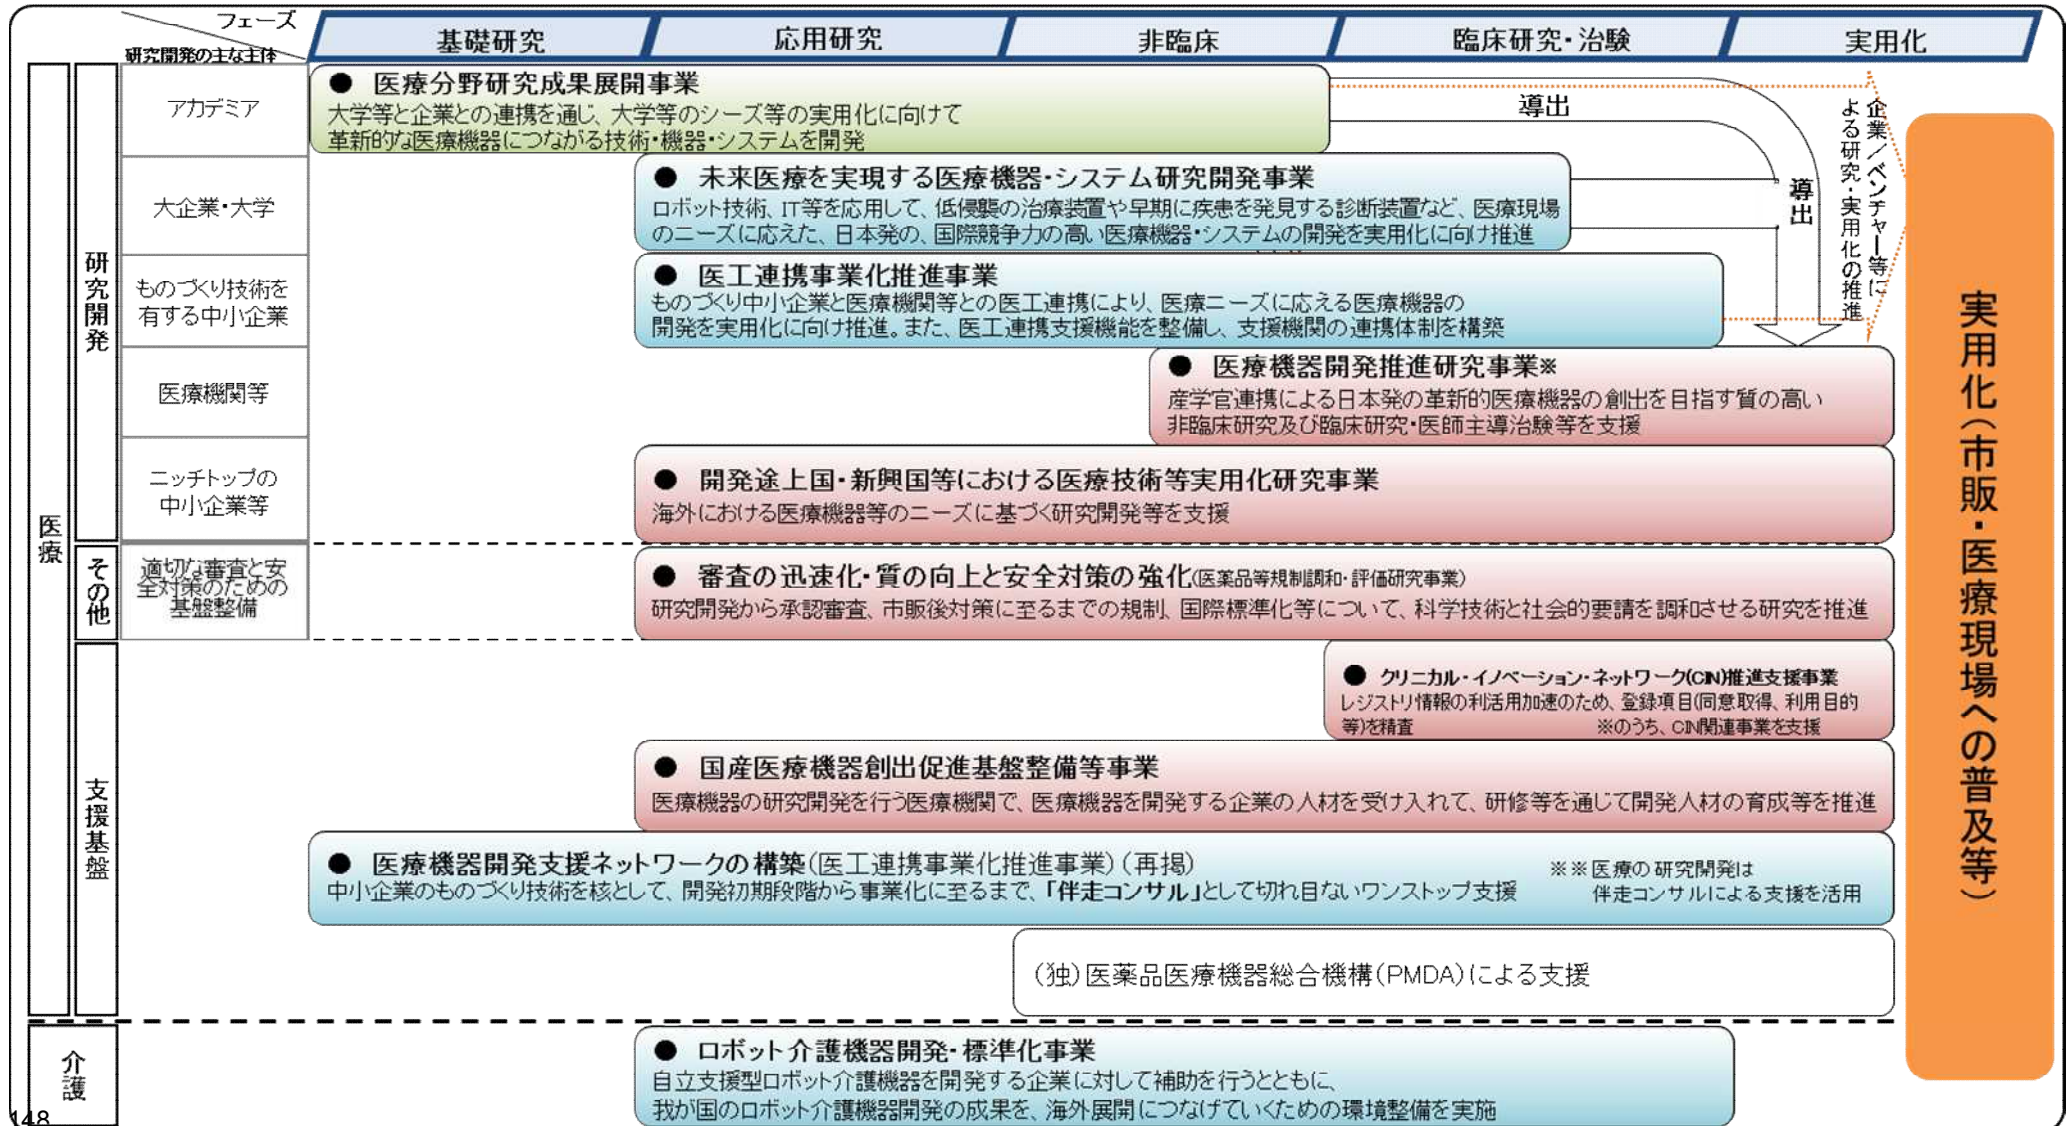 フェーズ
研究開発の主な主体
基礎研究
応用研究
非臨床
臨床研究・治験
実用化
医療
研究開発
アカデミア
大企業・大学
ものづくり技術を
有する中小企業
医療機関等
ニッチトップの
中小企業等
その他
適切な審査と安
全対策のための
基盤整備
支援基盤
介護
● 医療分野研究成果展開事業
大学等と企業との連携を通じ、大学等のシーズ等の実用化に向けて
革新的な医療機器につながる技術・機器・システムを開発
導出
● 未来医療を実現する医療機器・システム研究開発事業
ロボット技術、IT等を応用して、低侵襲の治療装置や早期に疾患を発見する診断装置など、医療現場
のニーズに応えた、日本発の、国際競争力の高い医療機器・システムの開発を実用化に向け推進
導出
企業/ベンチャー等に
よる研究・実用化の推進
● 医工連携事業化推進事業
ものづくり中小企業と医療機関等との医工連携により、医療ニーズに応える医療機器の
開発を実用化に向け推進。また、医工連携支援機能を整備し、支援機関の連携体制を構築
● 医療機器開発推進研究事業※
産学官連携による日本発の革新的医療機器の創出を目指す質の高い
非臨床研究及び臨床研究・医師主導治験等を支援
● 開発途上国・新興国等における医療技術等実用化研究事業
海外における医療機器等のニーズに基づく研究開発等を支援
● 審査の迅速化・質の向上と安全対策の強化(医薬品等規制調和・評価研究事業)
研究開発から承認審査、市販後対策に至るまでの規制、国際標準化等について、科学技術と社会的要請を調和させる研究を推進
● クリニカル・イノベーション・ネットワーク(CIN)推進支援事業
レジストリ情報の利活用加速のため、登録項目(同意取得、利用目的
等)を精査 ※のうち、CIN関連事業を支援
● 国産医療機器創出促進基盤整備等事業
医療機器の研究開発を行う医療機関で、医療機器を開発する企業の人材を受け入れて、研修等を通じて開発人材の育成等を推進
● 医療機器開発支援ネットワークの構築(医工連携事業化推進事業)(再掲)
中小企業のものづくり技術を核として、開発初期段階から事業化に至るまで、「伴走コンサル」として切れ目ないワンストップ支援
※※医療の研究開発は
伴走コンサルによる支援を活用
(独)医薬品医療機器総合機構(PMDA)による支援
● ロボット介護機器開発・標準化事業
自立支援型ロボット介護機器を開発する企業に対して補助を行うとともに、
我が国のロボット介護機器開発の成果を、海外展開につなげていくための環境整備を実施
実用化(市販・医療現場への普及等)
148